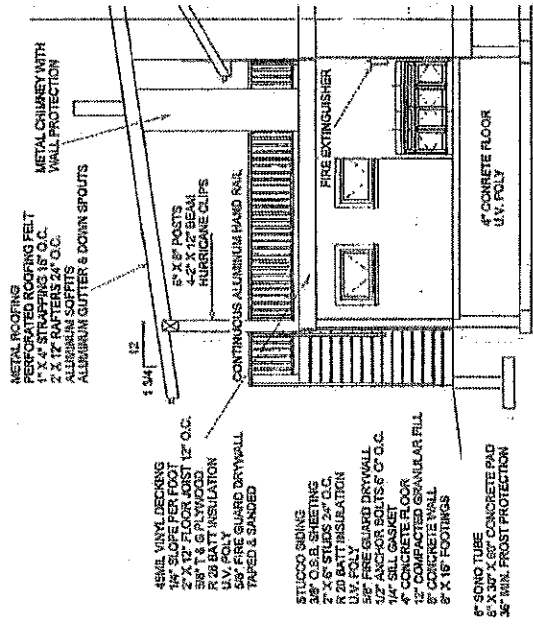 METAL ROOFING
PERFORATED ROOFING FELT
1" X 4" STRAPPING 16" O.C.
2" X 12" RAFTERS 24" O.C.
ALUMINUM SOFFITS
ALUMINUM GUTTER & DOWN SPOUTS
METAL CHIMNEY WITH
WALL PROTECTION
12
1 3/4
6" X 6" POSTS
4-2" X 12" BEAM
HURRICANE CLIPS
CONTINUOUS ALUMINUM HAND RAIL
FIRE EXTINGUISHER
45MIL VINYL DECKING
1/4" SLOPE PER FOOT
2" X 12" FLOOR JOIST 12" O.C.
5/8" T & G PLYWOOD
R 28 BATT INSULATION
U.V. POLY
5/8" FIRE GUARD DRYWALL
TAPED & SANDED
STUCCO SIDING
3/8" O.S.B. SHEETING
2" X 6" STUDS 24" O.C.
R 20 BATT INSULATION
U.V. POLY
5/8" FIRE GUARD DRYWALL
1/2" ANCHOR BOLTS 6' O" O.C.
1/4" SILL GASKET
4" CONCRETE FLOOR
12" COMPACTED GRANULAR FILL
8" CONCRETE WALL
8" X 16" FOOTINGS
4" CONRETE FLOOR
U.V. POLY
8" SONO TUBE
8" X 30" X 60" CONCRETE PAD
36" MIN. FROST PROTECTION